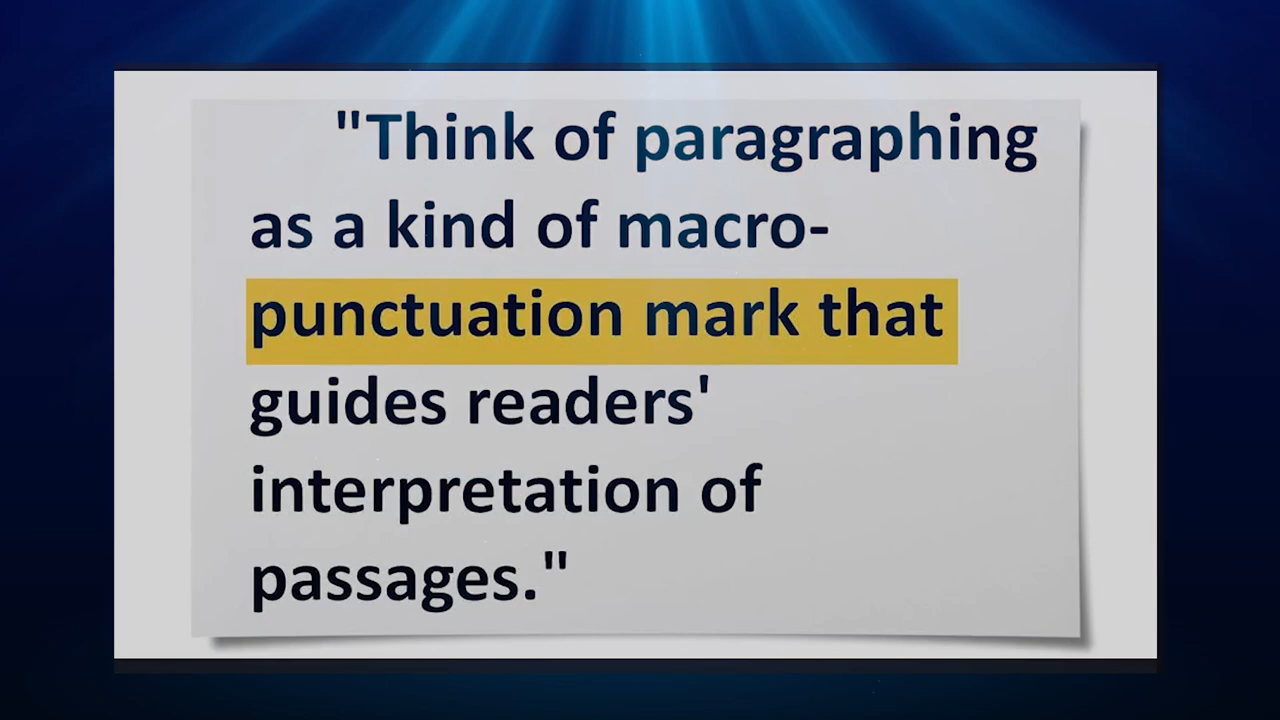 "Think of paragraphing
as a kind of macro-
punctuation mark that
guides readers'
interpretation of
passages."